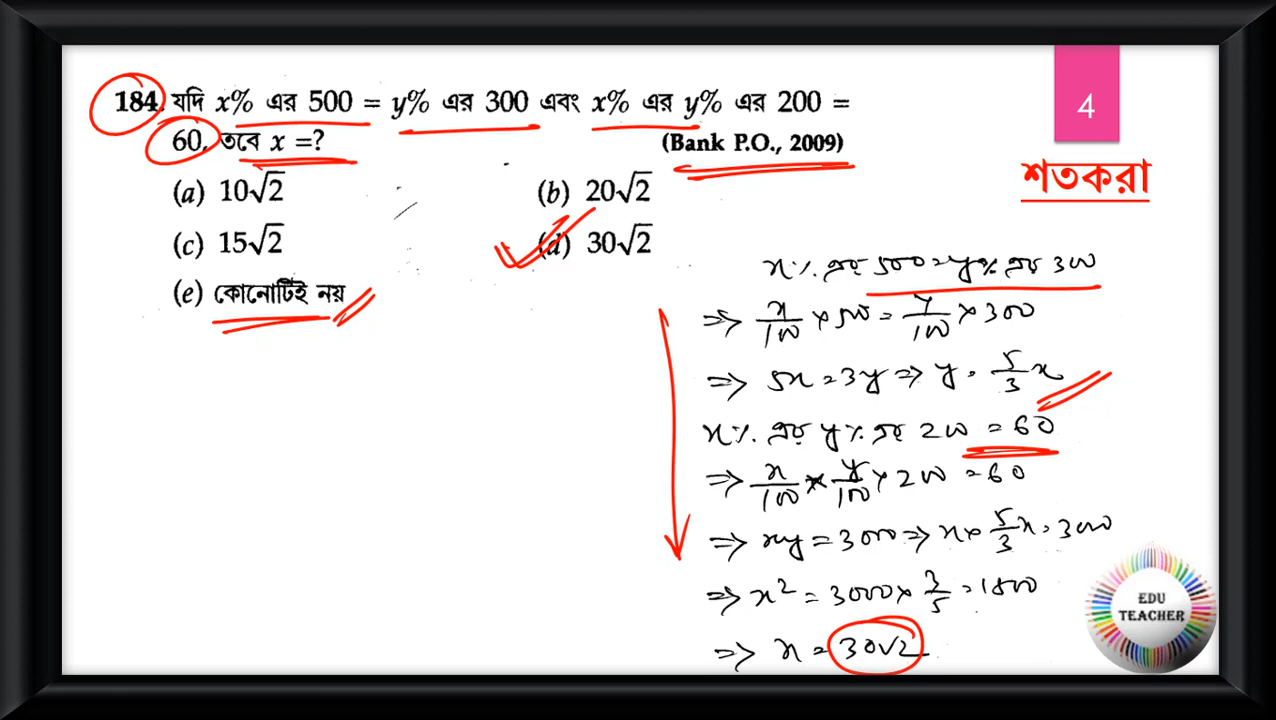 184. যদি x% এর 500 = y% এর 300 এবং x% এর y% এর 200 =
60, তবে x =?
(Bank P.O., 2009)
(a) 10√2
(b) 20√2
(c) 15√2
(d) 30√2
(e) কোনোটিই নয়
4
শতকরা
x% এর 500 = y% এর 300
⇒ x/100 × 500 = y/100 × 300
⇒ 5x = 3y ⇒ y = 5/3 x
x% এর y% এর 200 = 60
⇒ x/100 × y/100 × 200 = 60
⇒ xy = 3000 ⇒ x × 5/3 x = 3000
⇒ x² = 3000 × 3/5 = 1800
⇒ x = 30√2
EDU
TEACHER